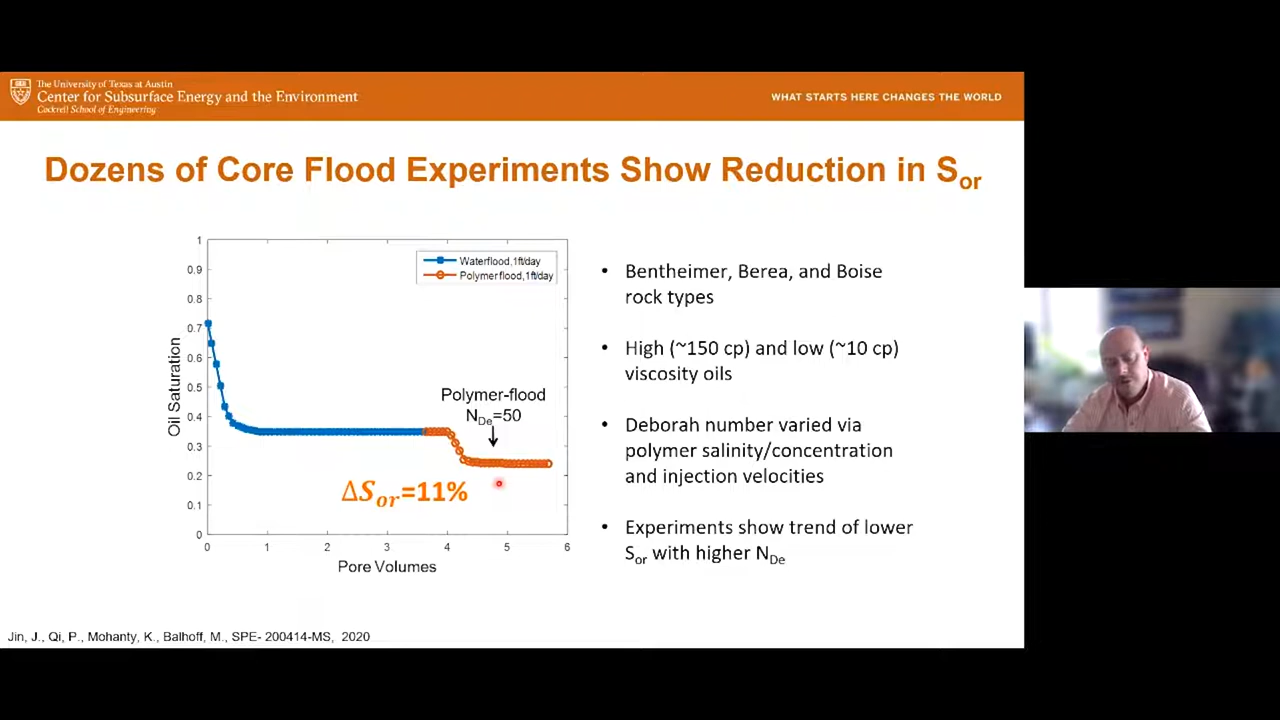 The University of Texas at Austin
Center for Subsurface Energy and the Environment
Cockrell School of Engineering
WHAT STARTS HERE CHANGES THE WORLD
Dozens of Core Flood Experiments Show Reduction in Sor
1
0.9
0.8
0.7
0.6
0.5
0.4
0.3
0.2
0.1
0
Oil Saturation
Waterflood,1ft/day
Polymer flood,1ft/day
Polymer-flood
NDe=50
ΔSor=11%
0 1 2 3 4 5 6
Pore Volumes
• Bentheimer, Berea, and Boise
rock types
• High (~150 cp) and low (~10 cp)
viscosity oils
• Deborah number varied via
polymer salinity/concentration
and injection velocities
• Experiments show trend of lower
Sor with higher NDe
Jin, J., Qi, P., Mohanty, K., Balhoff, M., SPE- 200414-MS, 2020